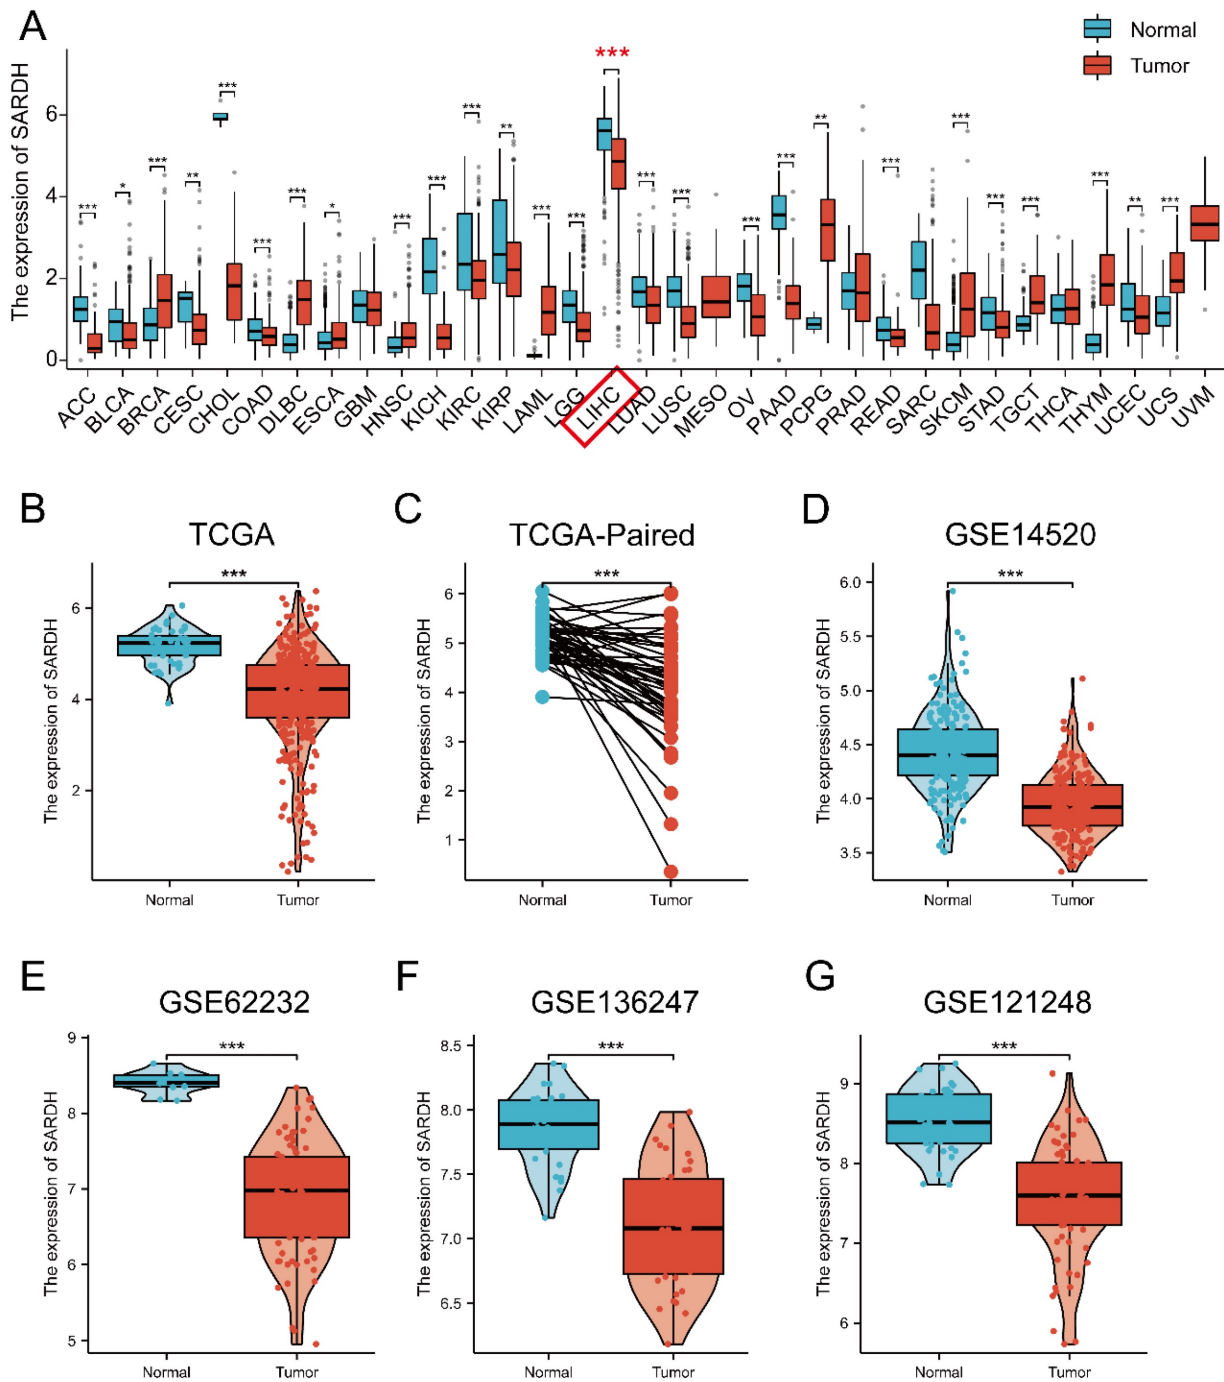 A
Normal
Tumor
The expression of SARDH
6
4
2
0
*** * *** ** *** *** *** * *** *** *** ** *** *** *** *** *** *** *** ** *** *** *** *** *** ** ***
ACC BLCA BRCA CESC CHOL COAD DLBC ESCA GBM HNSC KICH KIRC KIRP LAML LGG LIHC LUAD LUSC MESO OV PAAD PCPG PRAD READ SARC SKCM STAD TGCT THCA THYM UCEC UCS UVM
B
TCGA
***
The expression of SARDH
6
4
2
Normal Tumor
C
TCGA-Paired
***
The expression of SARDH
6
5
4
3
2
1
Normal Tumor
D
GSE14520
***
The expression of SARDH
6.0
5.5
5.0
4.5
4.0
3.5
Normal Tumor
E
GSE62232
***
The expression of SARDH
9
8
7
6
5
Normal Tumor
F
GSE136247
***
The expression of SARDH
8.5
8.0
7.5
7.0
6.5
Normal Tumor
G
GSE121248
***
The expression of SARDH
9
8
7
6
Normal Tumor